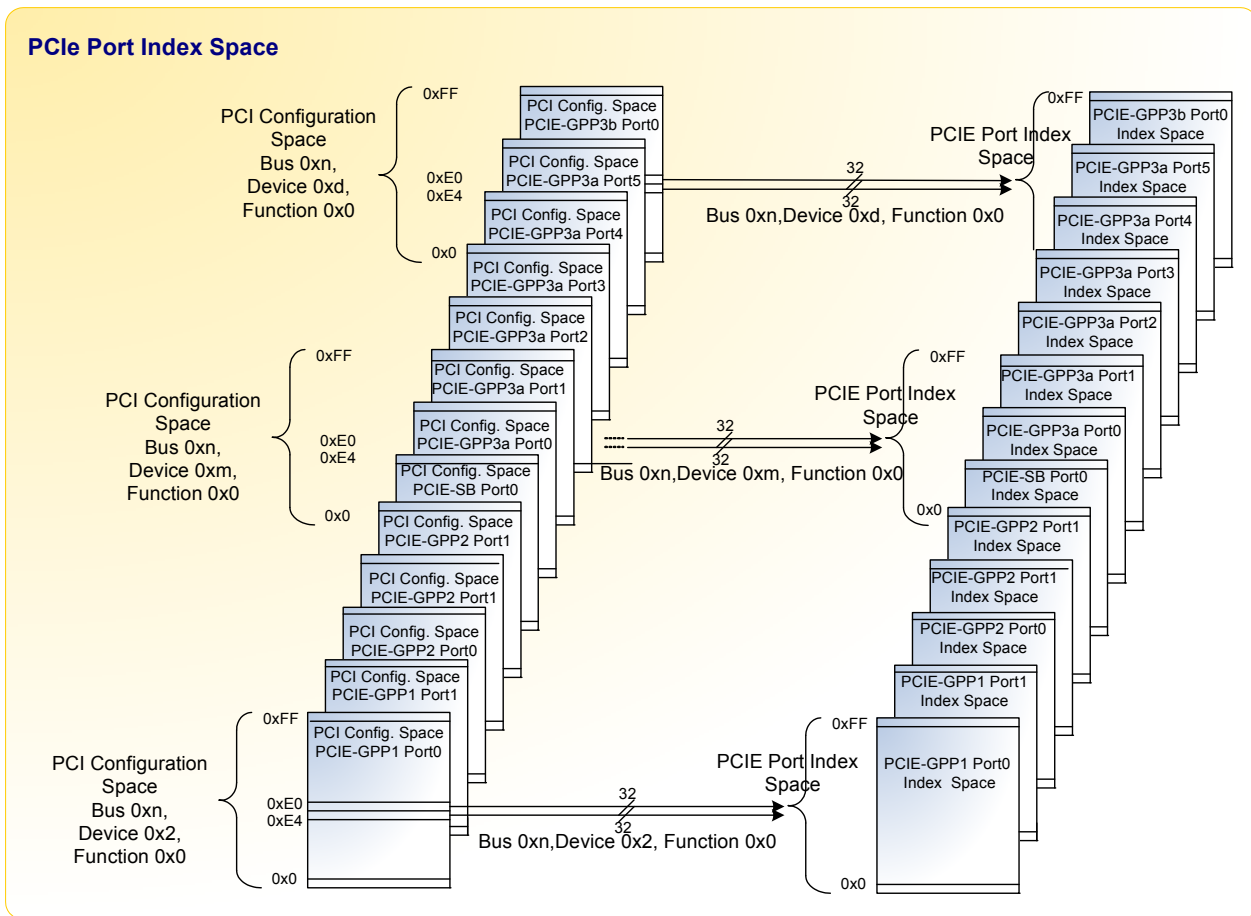 PCIe Port Index Space
0xFF
PCI Configuration
Space
Bus 0xn,
Device 0xd,
Function 0x0
0xE0
0xE4
0x0
PCI Config. Space
PCIE-GPP3b Port0
PCI Config. Space
PCIE-GPP3a Port5
PCI Config. Space
PCIE-GPP3a Port4
PCI Config. Space
PCIE-GPP3a Port3
PCI Config. Space
PCIE-GPP3a Port2
PCI Config. Space
PCIE-GPP3a Port1
PCI Config. Space
PCIE-GPP3a Port0
PCI Config. Space
PCIE-SB Port0
PCI Config. Space
PCIE-GPP2 Port1
PCI Config. Space
PCIE-GPP2 Port1
PCI Config. Space
PCIE-GPP2 Port0
PCI Config. Space
PCIE-GPP1 Port1
PCI Config. Space
PCIE-GPP1 Port0
32
32
Bus 0xn,Device 0xd, Function 0x0
PCIE Port Index
Space
0xFF
0xFF
PCI Configuration
Space
Bus 0xn,
Device 0xm,
Function 0x0
0xE0
0xE4
0x0
32
32
Bus 0xn,Device 0xm, Function 0x0
PCIE Port Index
Space
0xFF
0x0
0xFF
PCI Configuration
Space
Bus 0xn,
Device 0x2,
Function 0x0
0xE0
0xE4
0x0
32
32
Bus 0xn,Device 0x2, Function 0x0
PCIE Port Index
Space
0xFF
0x0
PCIE-GPP3b Port0
Index Space
PCIE-GPP3a Port5
Index Space
PCIE-GPP3a Port4
Index Space
PCIE-GPP3a Port3
Index Space
PCIE-GPP3a Port2
Index Space
PCIE-GPP3a Port1
Index Space
PCIE-GPP3a Port0
Index Space
PCIE-SB Port0
Index Space
PCIE-GPP2 Port1
Index Space
PCIE-GPP2 Port1
Index Space
PCIE-GPP2 Port0
Index Space
PCIE-GPP1 Port1
Index Space
PCIE-GPP1 Port0
Index Space